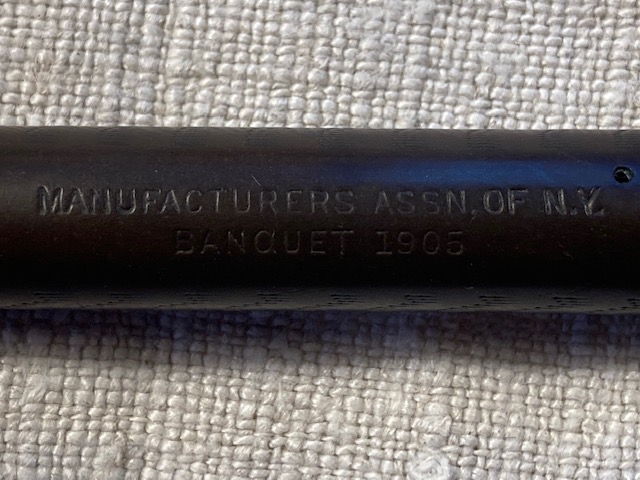 MANUFACTURERS ASSN. OF N.Y.
BANQUET 1905